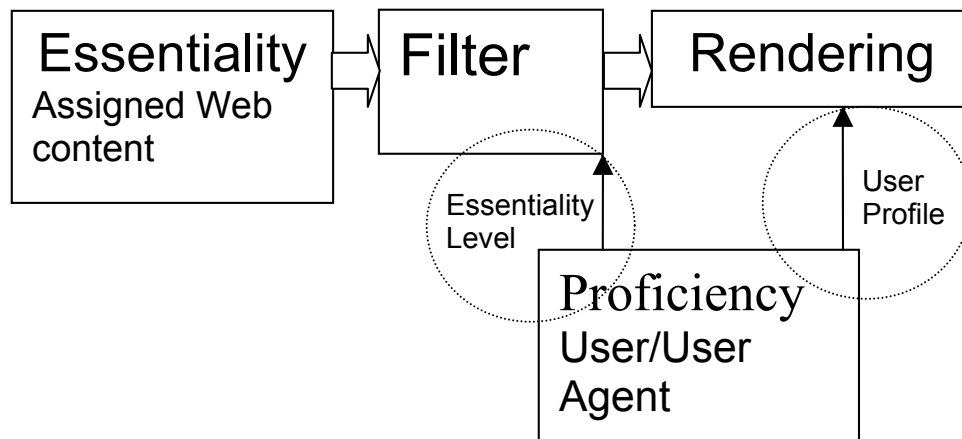 Essentiality
Assigned Web
content
Filter
Rendering
Essentiality
Level
User
Profile
Proficiency
User/User
Agent